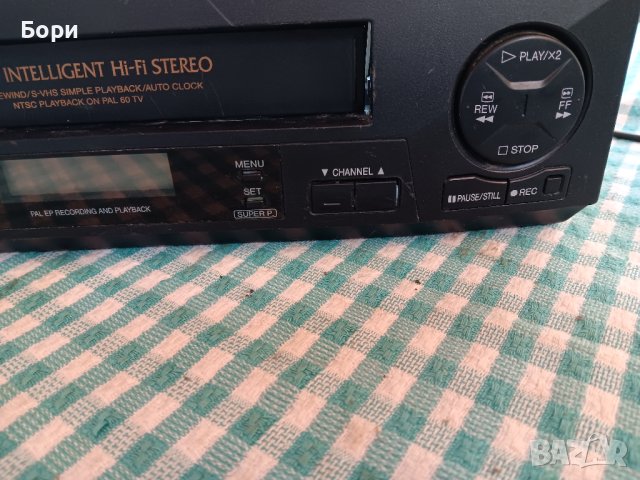 Бори
INTELLIGENT Hi-Fi STEREO
EWIND/S-VHS SIMPLE PLAYBACK/AUTO CLOCK
NTSC PLAYBACK ON PAL 60 TV
▷ PLAY/×2
◀◀ REW ◀◀
▶▶ FF ▶▶
□ STOP
MENU
▼ CHANNEL ▲
SET
SUPER P.
PAL EP RECORDING AND PLAYBACK
▮▮PAUSE/STILL
● REC
BAZAR